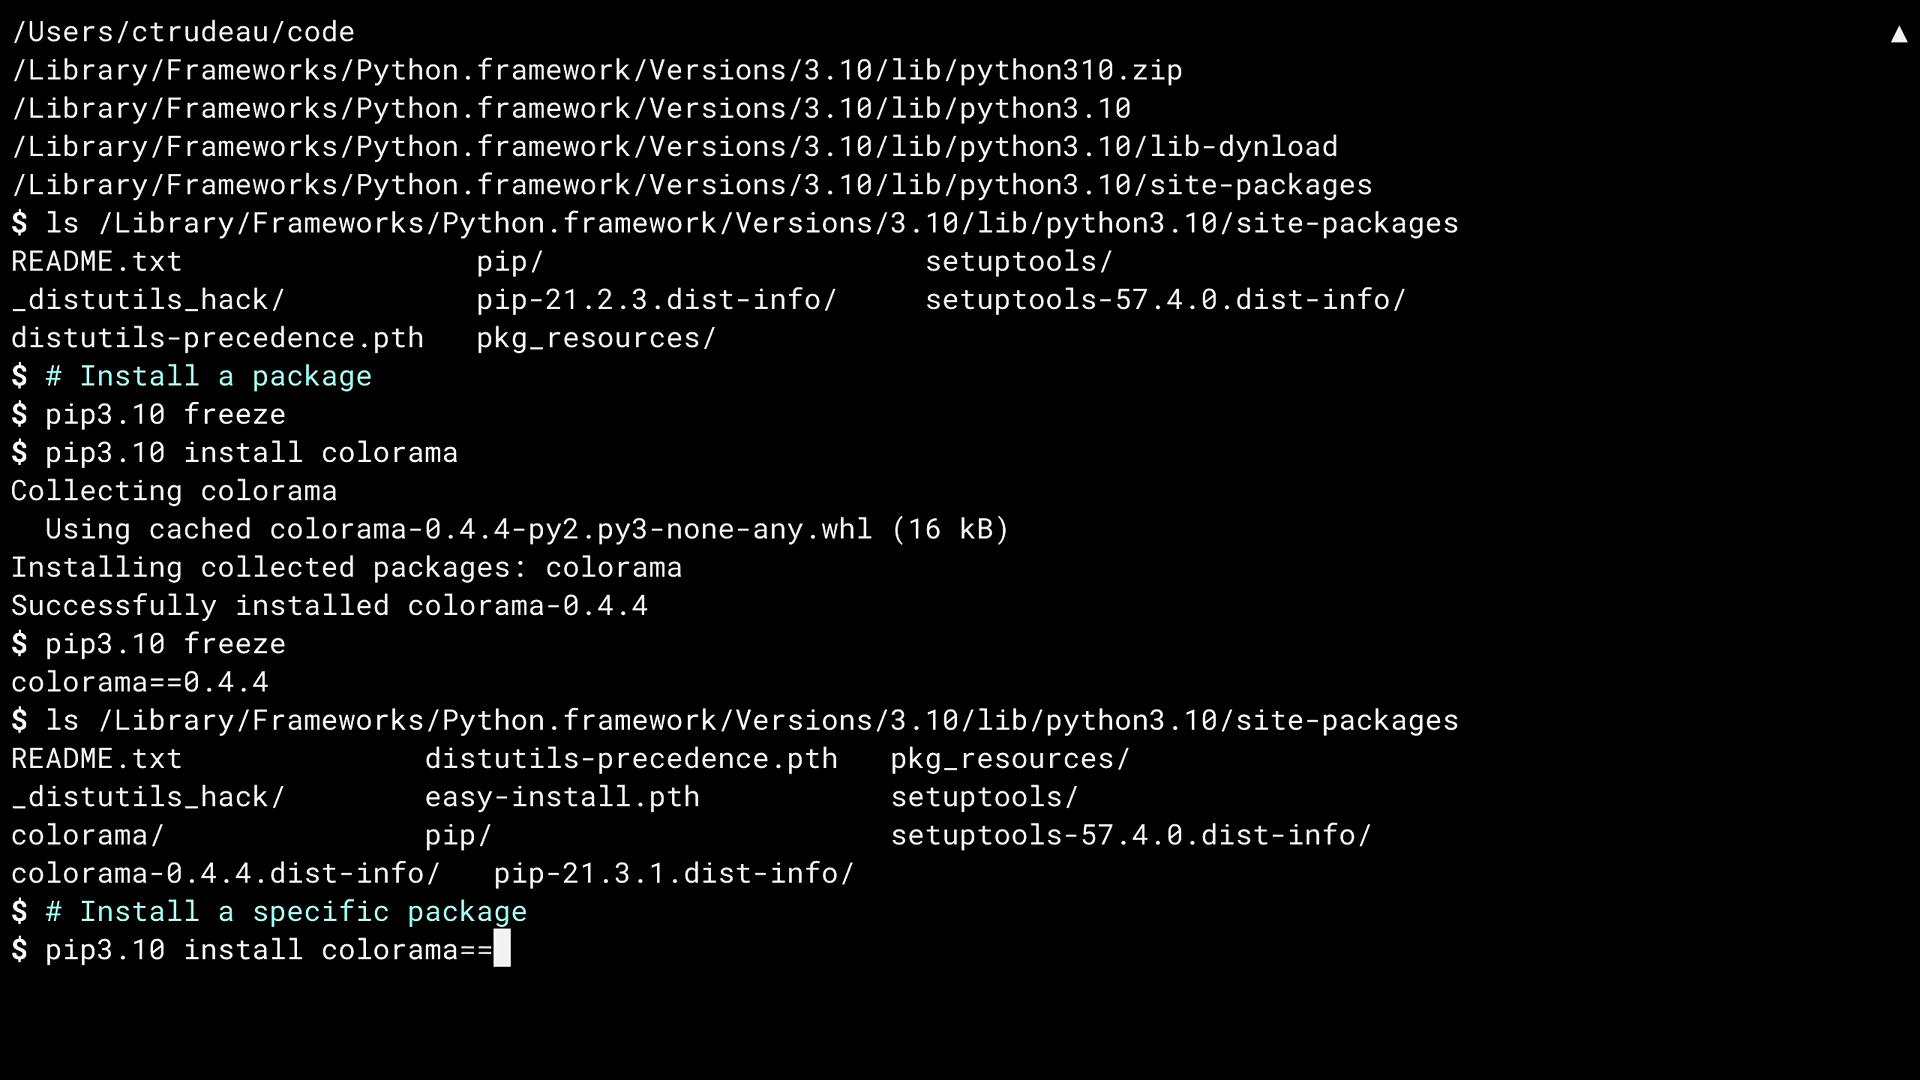 /Users/ctrudeau/code
/Library/Frameworks/Python.framework/Versions/3.10/lib/python310.zip
/Library/Frameworks/Python.framework/Versions/3.10/lib/python3.10
/Library/Frameworks/Python.framework/Versions/3.10/lib/python3.10/lib-dynload
/Library/Frameworks/Python.framework/Versions/3.10/lib/python3.10/site-packages
$ ls /Library/Frameworks/Python.framework/Versions/3.10/lib/python3.10/site-packages
README.txt                 pip/                      setuptools/
_distutils_hack/           pip-21.2.3.dist-info/     setuptools-57.4.0.dist-info/
distutils-precedence.pth   pkg_resources/
$ # Install a package
$ pip3.10 freeze
$ pip3.10 install colorama
Collecting colorama
  Using cached colorama-0.4.4-py2.py3-none-any.whl (16 kB)
Installing collected packages: colorama
Successfully installed colorama-0.4.4
$ pip3.10 freeze
colorama==0.4.4
$ ls /Library/Frameworks/Python.framework/Versions/3.10/lib/python3.10/site-packages
README.txt              distutils-precedence.pth   pkg_resources/
_distutils_hack/        easy-install.pth           setuptools/
colorama/               pip/                       setuptools-57.4.0.dist-info/
colorama-0.4.4.dist-info/   pip-21.3.1.dist-info/
$ # Install a specific package
$ pip3.10 install colorama==